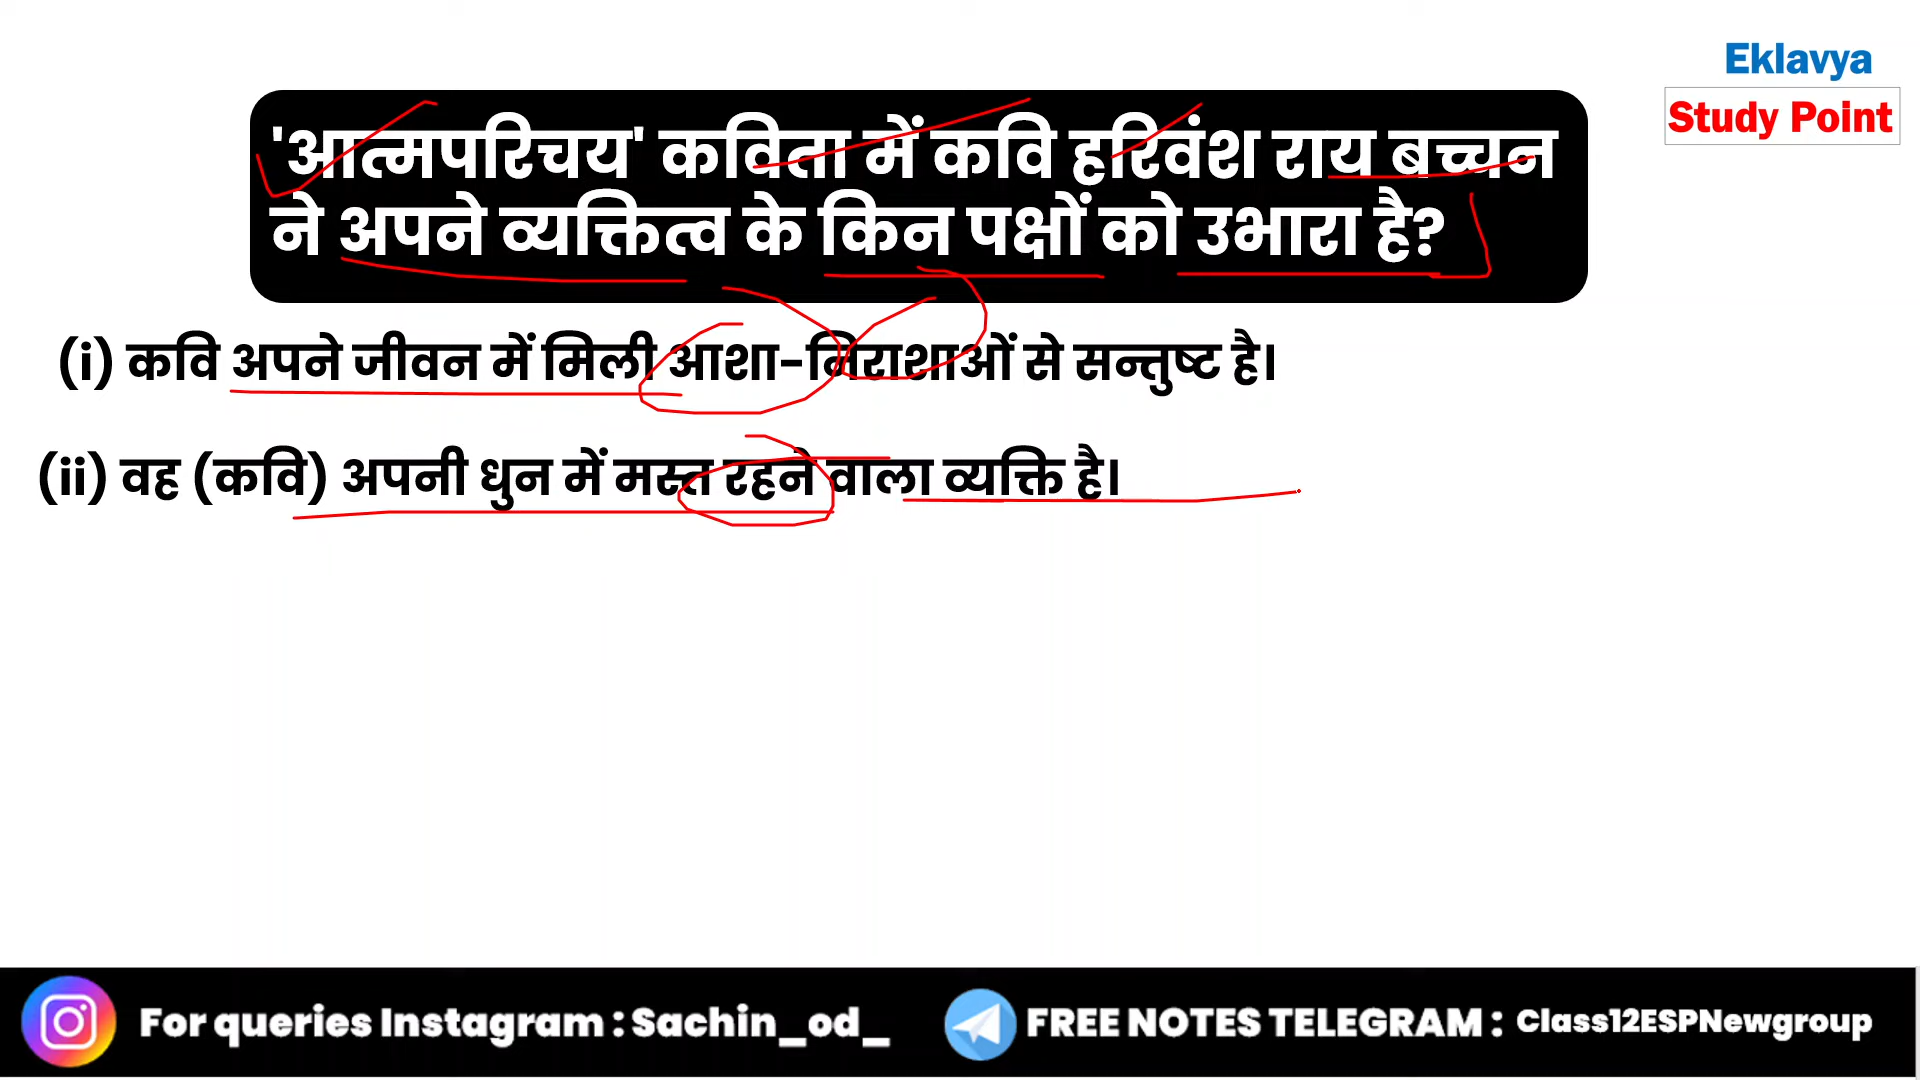 Eklavya
Study Point
'आत्मपरिचय' कविता में कवि हरिवंश राय बच्चन
ने अपने व्यक्तित्व के किन पक्षों को उभारा है?
(i) कवि अपने जीवन में मिली आशा-निराशाओं से सन्तुष्ट है।
(ii) वह (कवि) अपनी धुन में मस्त रहने वाला व्यक्ति है।
For queries Instagram : Sachin_od_ FREE NOTES TELEGRAM : Class12ESPNewgroup